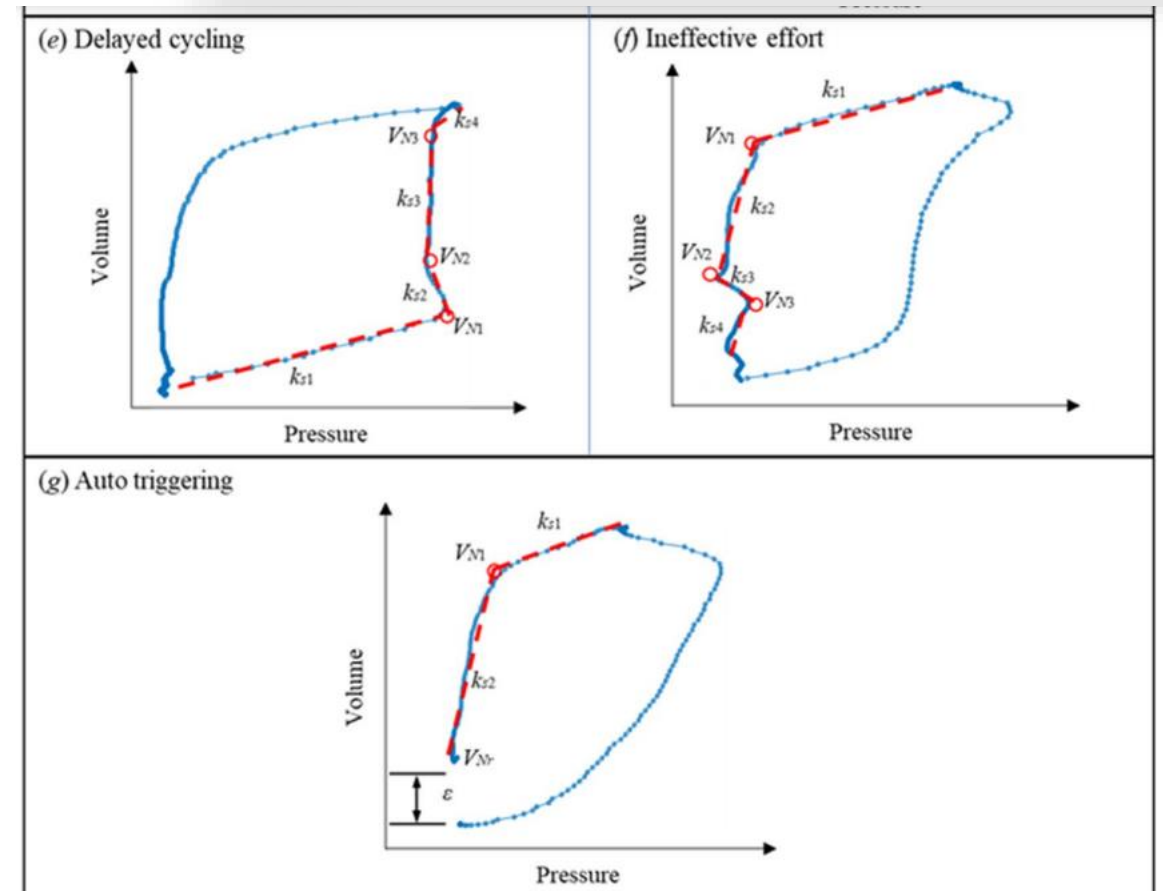 (e) Delayed cycling
Volume
VN3
ks4
ks3
VN2
ks2
VN1
ks1
Pressure
(f) Ineffective effort
Volume
ks1
VN1
ks2
VN2
ks3
VN3
ks4
Pressure
(g) Auto triggering
Volume
ks1
VN1
ks2
VNr
ε
Pressure